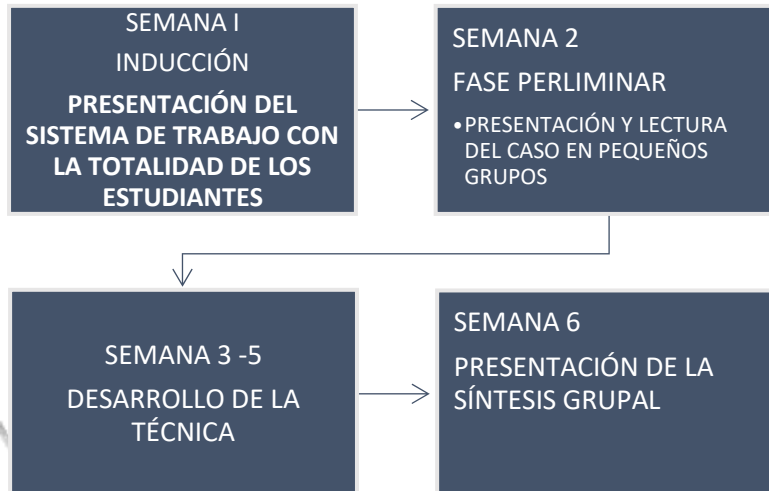 SEMANA I
INDUCCIÓN
PRESENTACIÓN DEL
SISTEMA DE TRABAJO CON
LA TOTALIDAD DE LOS
ESTUDIANTES
SEMANA 2
FASE PERLIMINAR
•PRESENTACIÓN Y LECTURA
DEL CASO EN PEQUEÑOS
GRUPOS
SEMANA 3 -5
DESARROLLO DE LA
TÉCNICA
SEMANA 6
PRESENTACIÓN DE LA
SÍNTESIS GRUPAL